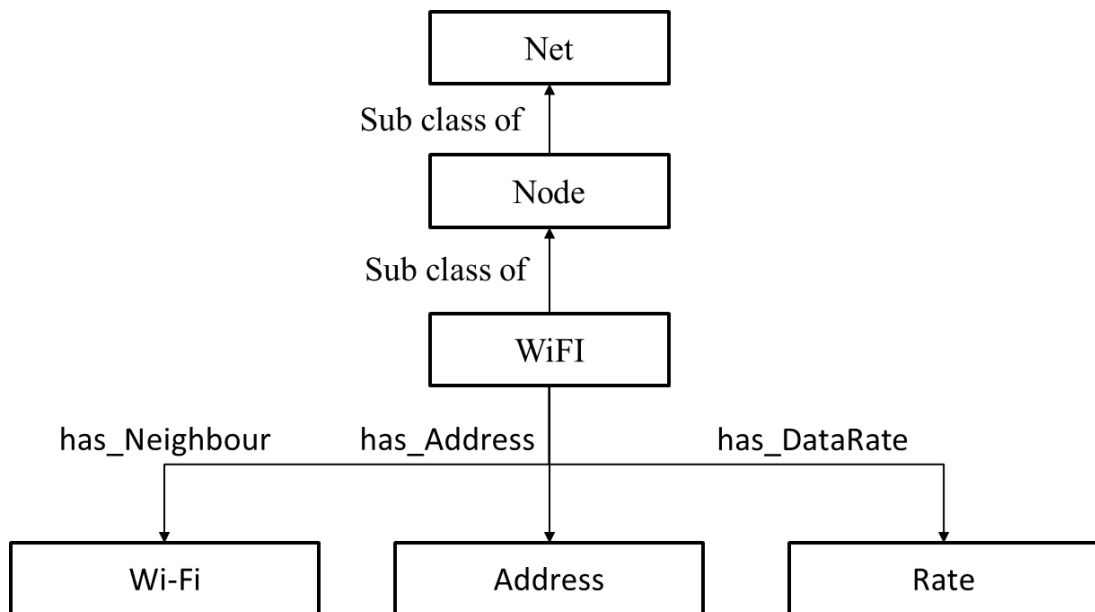 Net
Sub class of
Node
Sub class of
WiFI
has_Neighbour has_Address has_DataRate
Wi-Fi Address Rate